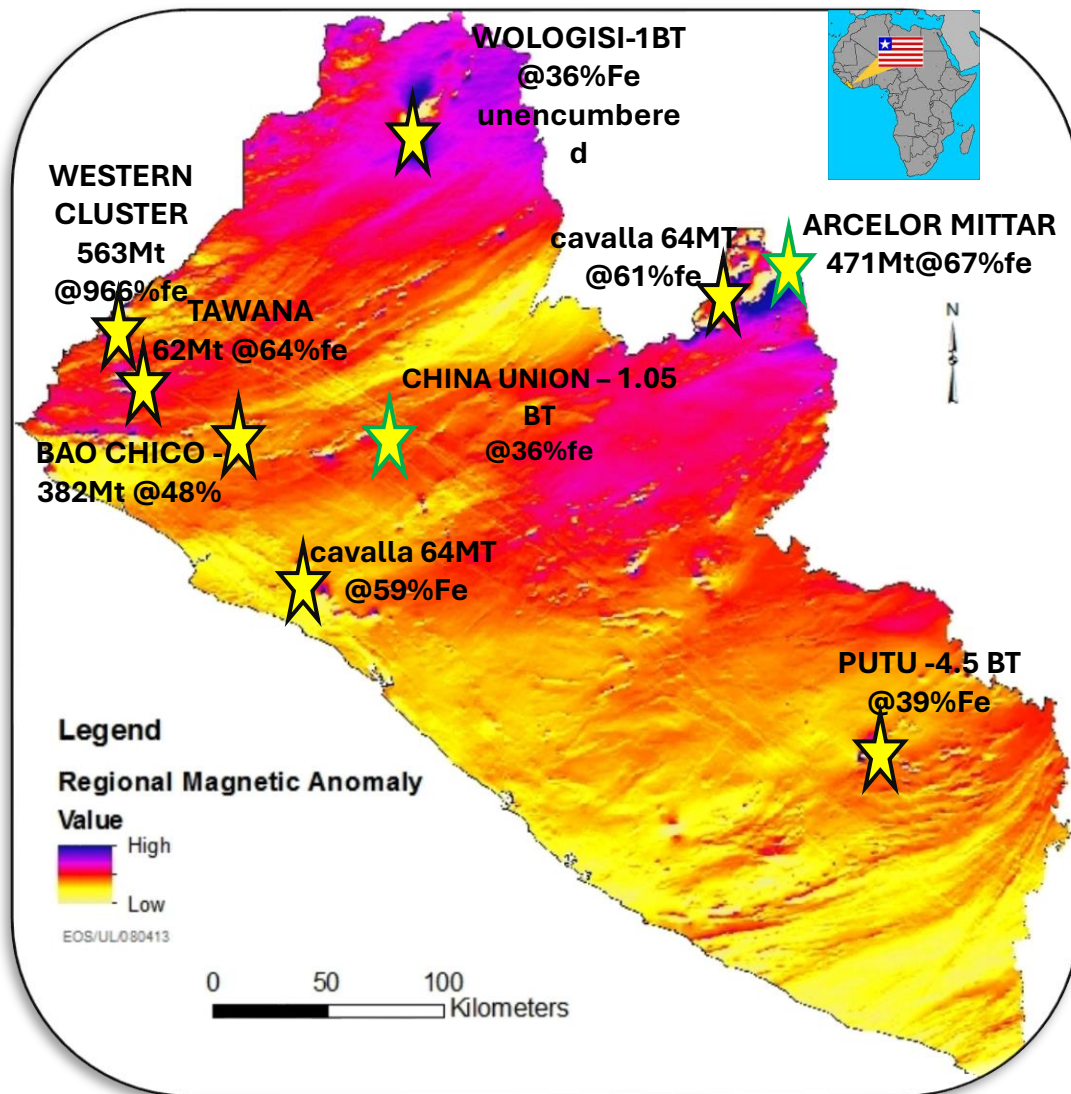 WOLOGISI-1BT
@36%Fe
unencumbere
d
WESTERN
CLUSTER
563Mt
@966%fe
TAWANA
62Mt @64%fe
cavalla 64MT
@61%fe
ARCELOR MITTAR
471Mt@67%fe
N
CHINA UNION – 1.05
BT
@36%fe
BAO CHICO -
382Mt @48%
cavalla 64MT
@59%Fe
PUTU -4.5 BT
@39%Fe
Legend
Regional Magnetic Anomaly
Value
High
Low
EOS/UL/080413
0 50 100
Kilometers